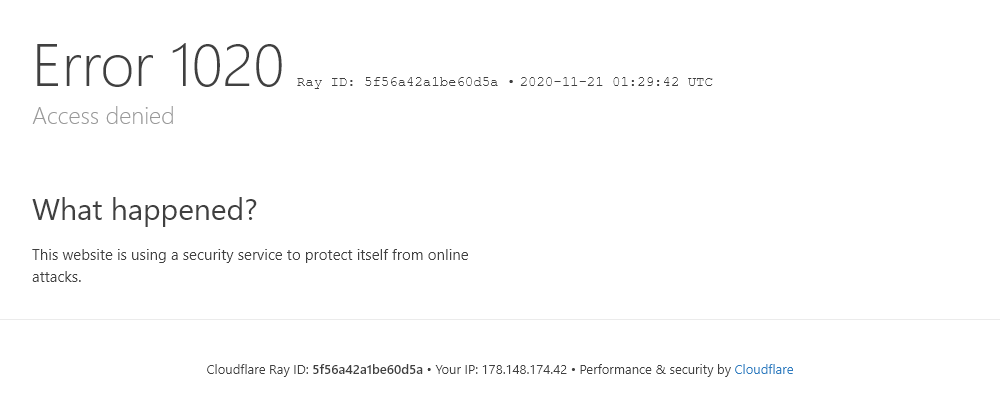 Error 1020 Ray ID: 5f56a42a1be60d5a • 2020-11-21 01:29:42 UTC
Access denied
What happened?
This website is using a security service to protect itself from online
attacks.
Cloudflare Ray ID: 5f56a42a1be60d5a • Your IP: 178.148.174.42 • Performance & security by Cloudflare